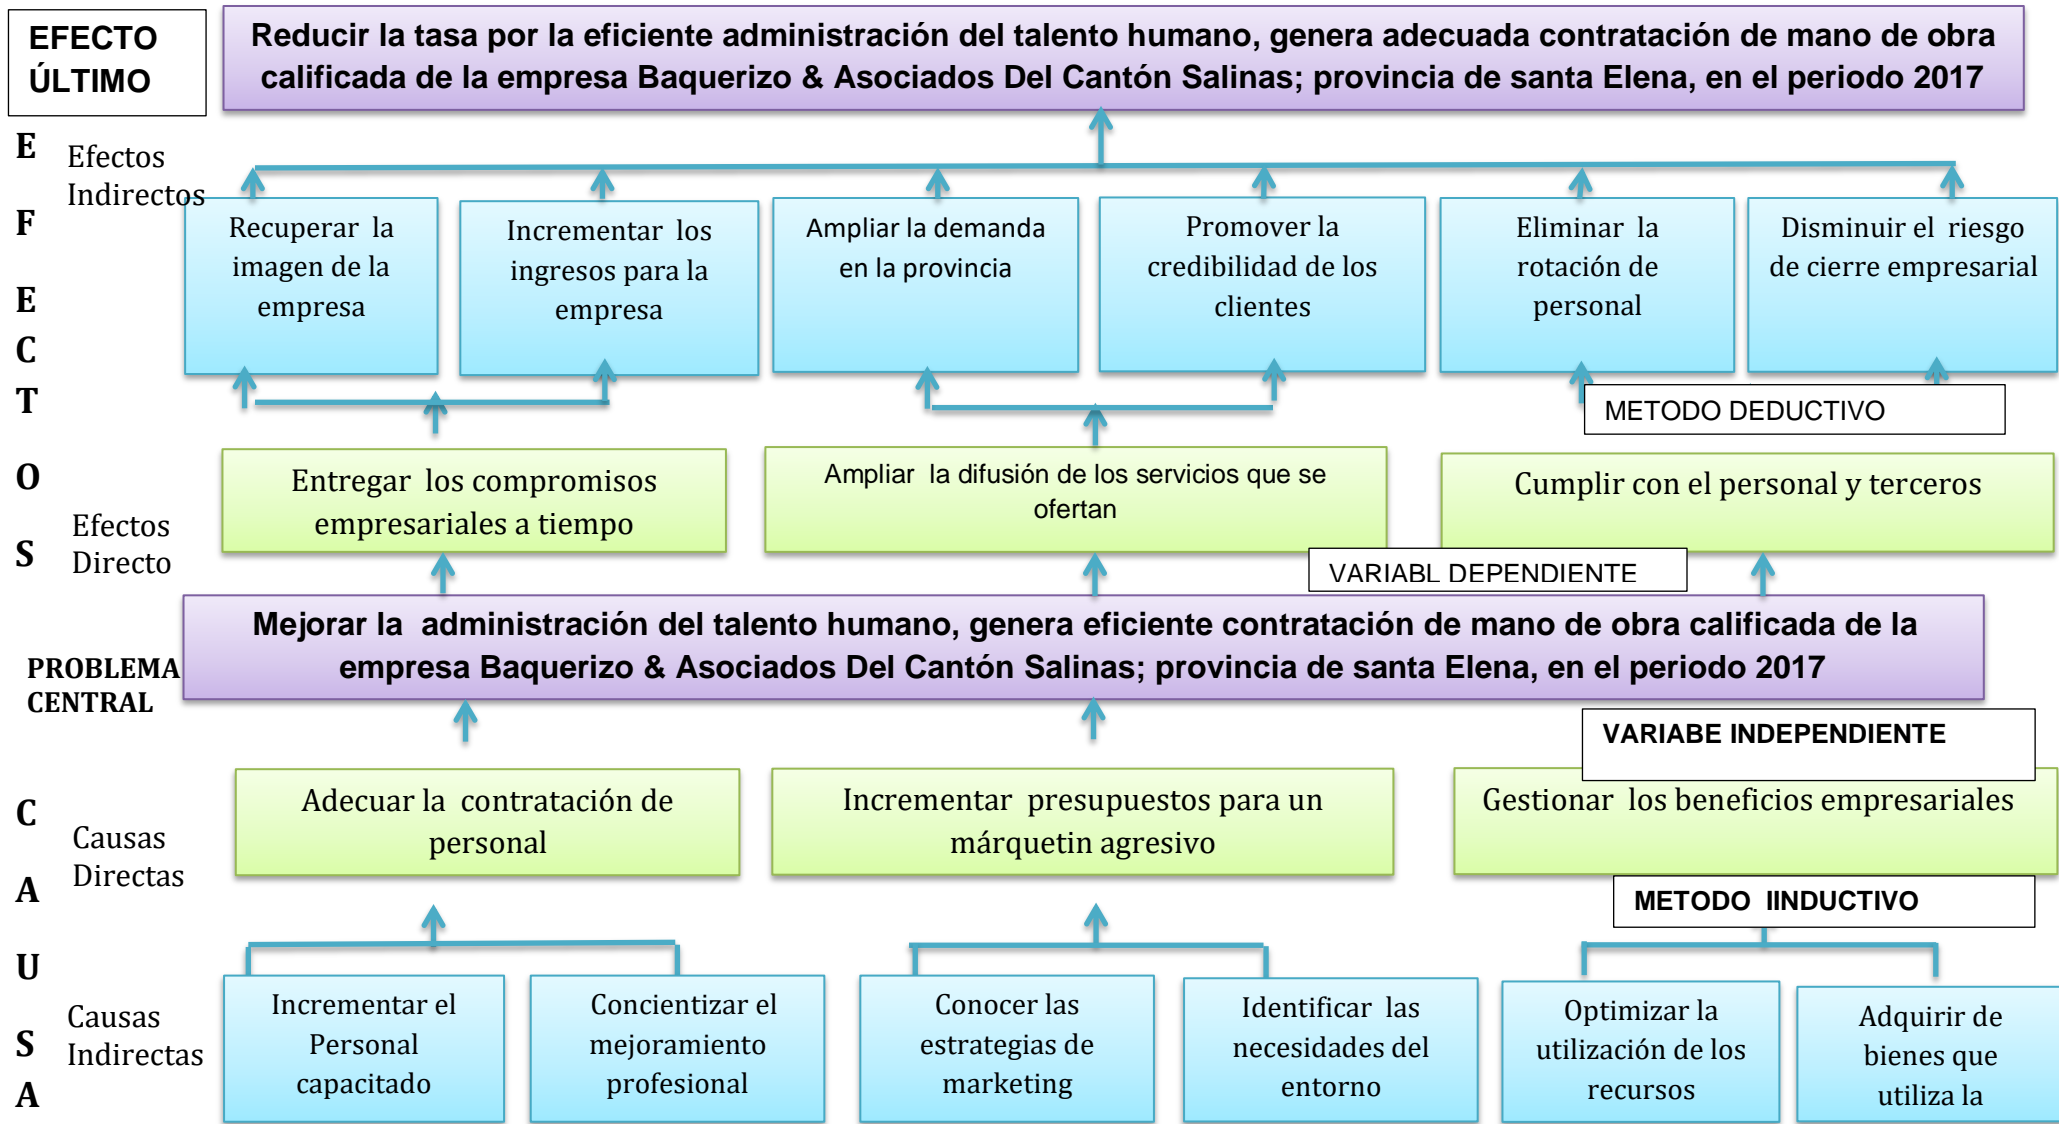 EFECTO
ÚLTIMO
Reducir la tasa por la eficiente administración del talento humano, genera adecuada contratación de mano de obra
calificada de la empresa Baquerizo & Asociados Del Cantón Salinas; provincia de santa Elena, en el periodo 2017
E
F
E
C
T
O
S
Efectos
Indirectos
Recuperar la
imagen de la
empresa
Incrementar los
ingresos para la
empresa
Ampliar la demanda
en la provincia
Promover la
credibilidad de los
clientes
Eliminar la
rotación de
personal
Disminuir el riesgo
de cierre empresarial
METODO DEDUCTIVO
Efectos
Directo
Entregar los compromisos
empresariales a tiempo
Ampliar la difusión de los servicios que se
ofertan
Cumplir con el personal y terceros
VARIABL DEPENDIENTE
PROBLEMA
CENTRAL
Mejorar la administración del talento humano, genera eficiente contratación de mano de obra calificada de la
empresa Baquerizo & Asociados Del Cantón Salinas; provincia de santa Elena, en el periodo 2017
VARIABE INDEPENDIENTE
C
A
U
S
A
Causas
Directas
Adecuar la contratación de
personal
Incrementar presupuestos para un
márquetin agresivo
Gestionar los beneficios empresariales
METODO IINDUCTIVO
Causas
Indirectas
Incrementar el
Personal
capacitado
Concientizar el
mejoramiento
profesional
Conocer las
estrategias de
marketing
Identificar las
necesidades del
entorno
Optimizar la
utilización de los
recursos
Adquirir de
bienes que
utiliza la